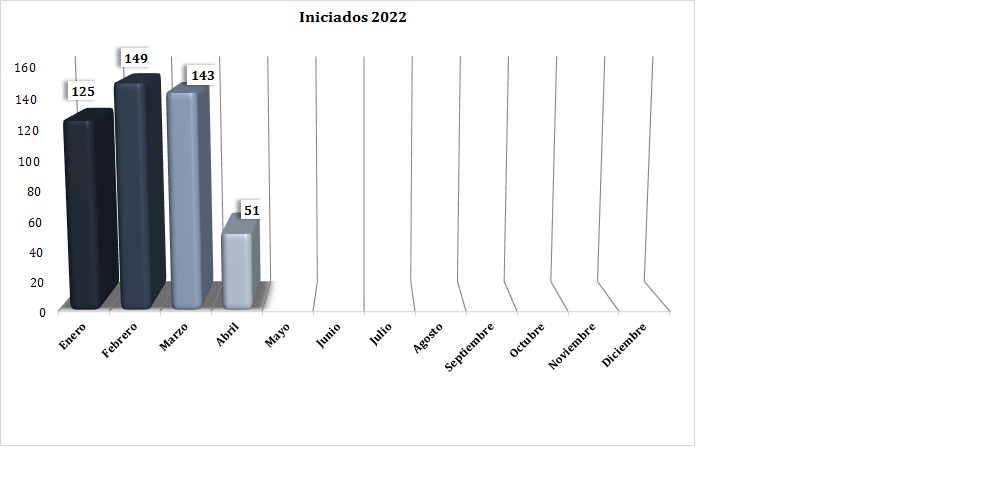 Iniciados 2022
160
140
120
100
80
60
40
20
0
125
149
143
51
Enero
Febrero
Marzo
Abril
Mayo
Junio
Julio
Agosto
Septiembre
Octubre
Noviembre
Diciembre